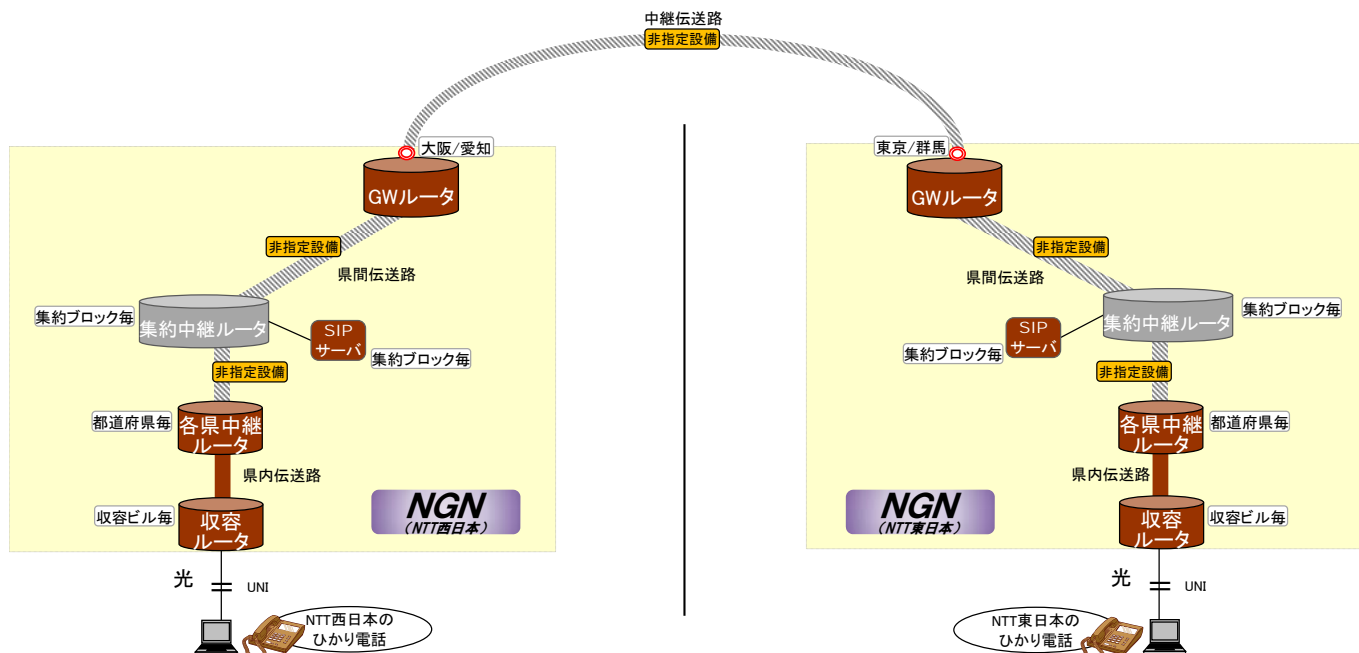 中継伝送路
非指定設備
大阪/愛知
GWルータ
非指定設備
県間伝送路
集約ブロック毎
集約中継ルータ
SIP
サーバ
集約ブロック毎
非指定設備
都道府県毎
各県中継
ルータ
県内伝送路
収容ビル毎
収容
ルータ
NGN
(NTT西日本)
光
UNI
NTT西日本の
ひかり電話
東京/群馬
GWルータ
非指定設備
県間伝送路
集約中継ルータ
集約ブロック毎
SIP
サーバ
集約ブロック毎
非指定設備
各県中継
ルータ
都道府県毎
県内伝送路
NGN
(NTT東日本)
収容
ルータ
収容ビル毎
光
UNI
NTT東日本の
ひかり電話